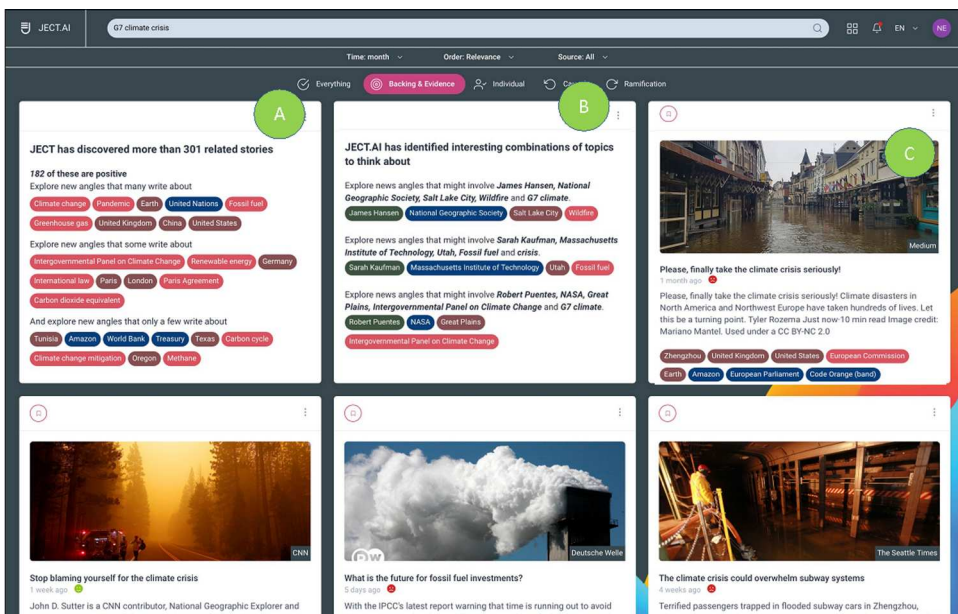 JECT.AI
G7 climate crisis
EN
NE
Time: month
Order: Relevance
Source: All
Everything
Backing & Evidence
Individual
Ramification
A
JECT has discovered more than 301 related stories
182 of these are positive
Explore new angles that many write about
Climate change Pandemic Earth United Nations Fossil fuel
Greenhouse gas United Kingdom China United States
Explore new angles that some write about
Intergovernmental Panel on Climate Change Renewable energy Germany
International law Paris London Paris Agreement
Carbon dioxide equivalent
And explore new angles that only a few write about
Tunisia Amazon World Bank Treasury Texas Carbon cycle
Climate change mitigation Oregon Methane
B
JECT.AI has identified interesting combinations of topics
to think about
Explore news angles that might involve James Hansen, National
Geographic Society, Salt Lake City, Wildfire and G7 climate.
James Hansen National Geographic Society Salt Lake City Wildfire
Explore news angles that might involve Sarah Kaufman, Massachusetts
Institute of Technology, Utah, Fossil fuel and crisis.
Sarah Kaufman Massachusetts Institute of Technology Utah Fossil fuel
Explore news angles that might involve Robert Puentes, NASA, Great
Plains, Intergovernmental Panel on Climate Change and G7 climate.
Robert Puentes NASA Great Plains
Intergovernmental Panel on Climate Change
C
Medium
Please, finally take the climate crisis seriously!
1 month ago
Please, finally take the climate crisis seriously! Climate disasters in
North America and Northwest Europe have taken hundreds of lives. Let
this be a turning point. Tyler Rozema Just now·10 min read Image credit:
Mariano Mantel. Used under a CC BY-NC 2.0
Zhengzhou United Kingdom United States European Commission
Earth Amazon European Parliament Code Orange (band)
CNN
Stop blaming yourself for the climate crisis
1 week ago
John D. Sutter is a CNN contributor, National Geographic Explorer and
DW
Deutsche Welle
What is the future for fossil fuel investments?
5 days ago
With the IPCC's latest report warning that time is running out to avoid
The Seattle Times
The climate crisis could overwhelm subway systems
4 weeks ago
Terrified passengers trapped in flooded subway cars in Zhengzhou,